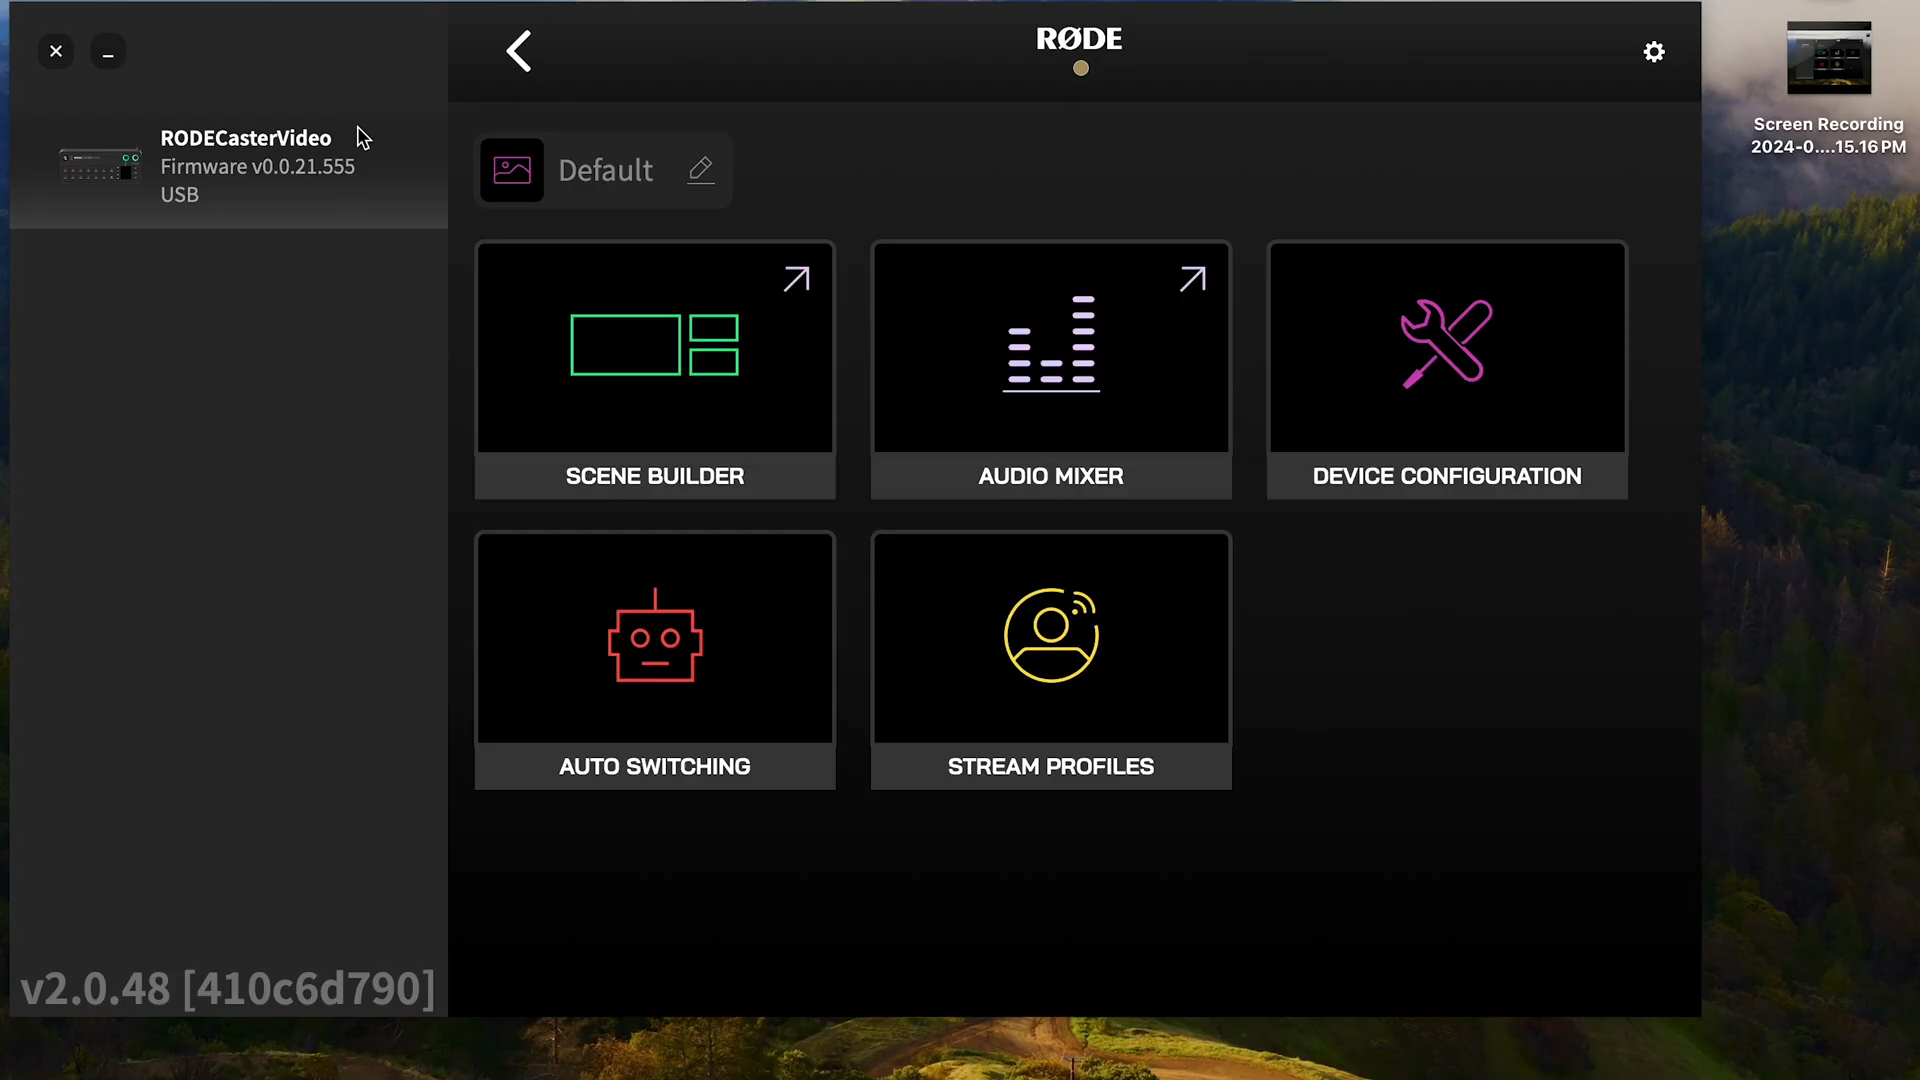 RØDE
RODECasterVideo
Firmware v0.0.21.555
USB
Default
SCENE BUILDER
AUDIO MIXER
DEVICE CONFIGURATION
AUTO SWITCHING
STREAM PROFILES
v2.0.48 [410c6d790]
Screen Recording
2024-0....15.16 PM